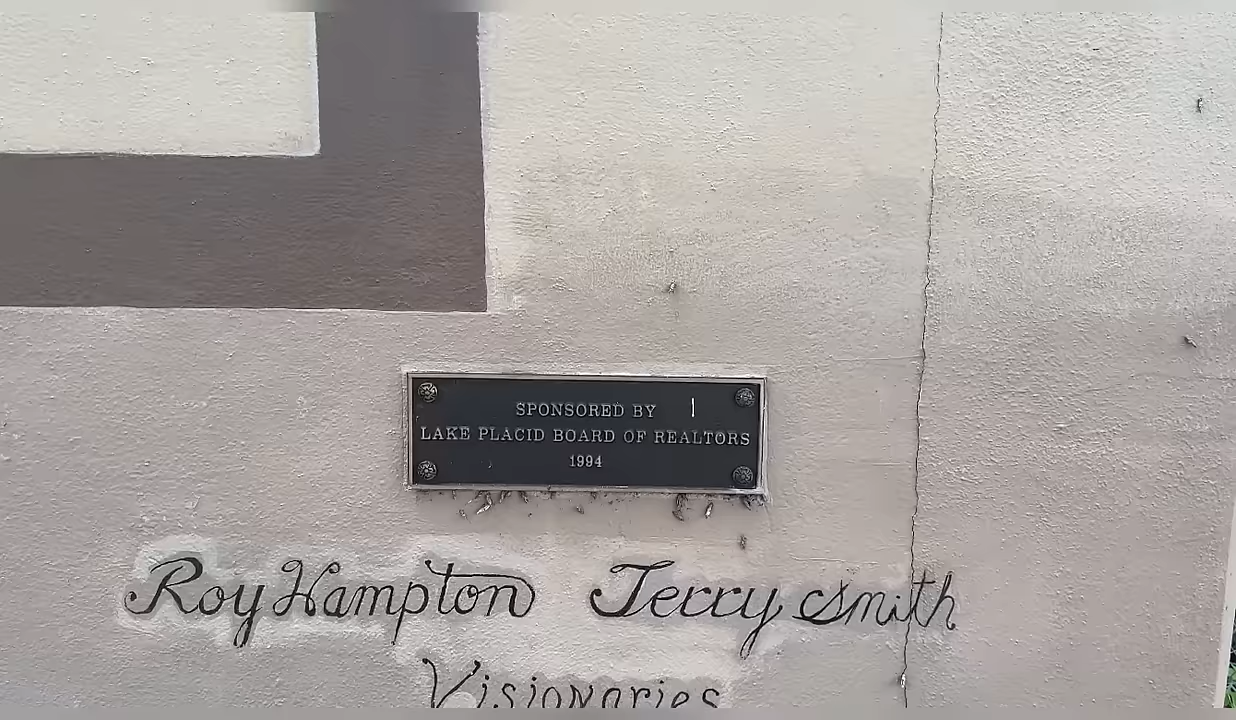 SPONSORED BY
LAKE PLACID BOARD OF REALTORS
1994
Roy Hampton Terry Smith
Visionaries